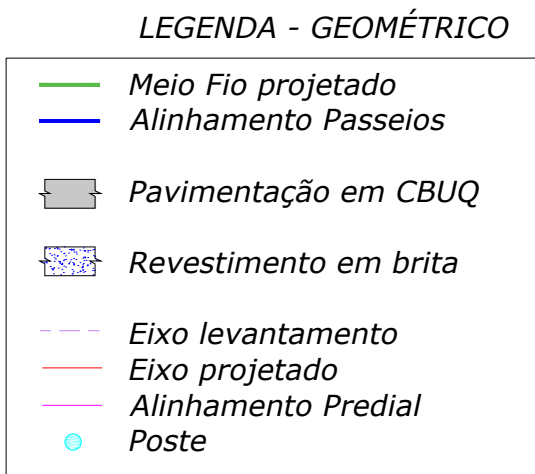 LEGENDA - GEOMÉTRICO
Meio Fio projetado
Alinhamento Passeios
Pavimentação em CBUQ
Revestimento em brita
Eixo levantamento
Eixo projetado
Alinhamento Predial
Poste